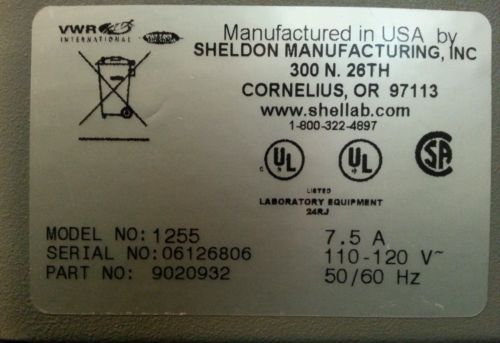 VWR
INTERNATIONAL
Manufactured in USA by
SHELDON MANUFACTURING, INC
300 N. 26TH
CORNELIUS, OR 97113
www.shellab.com
1-800-322-4897
C UL UL SA
LISTED
LABORATORY EQUIPMENT
24RJ
MODEL NO: 1255 7.5 A
SERIAL NO: 06126806 110-120 V~
PART NO: 9020932 50/60 Hz